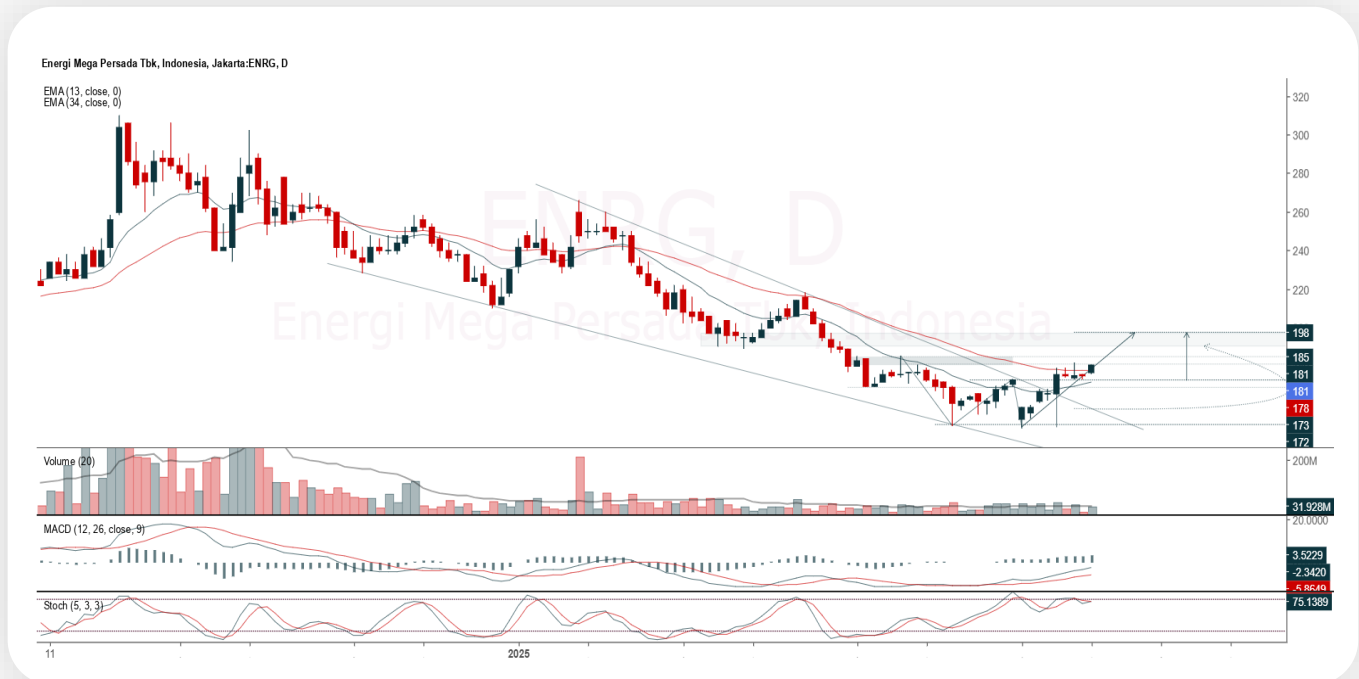 Energi Mega Persada Tbk, Indonesia, Jakarta:ENRG, D
EMA (13, close, 0)
EMA (34, close, 0)
ENRG, D
Energi Mega Persada Tbk, Indonesia
320
300
280
260
240
220
198
185
181
181
178
173
172
Volume (20)
200M
31.928M
MACD (12, 26, close, 9)
20.0000
3.5229
-2.3420
-5.8649
Stoch (5, 3, 3)
75.1389
11
2025